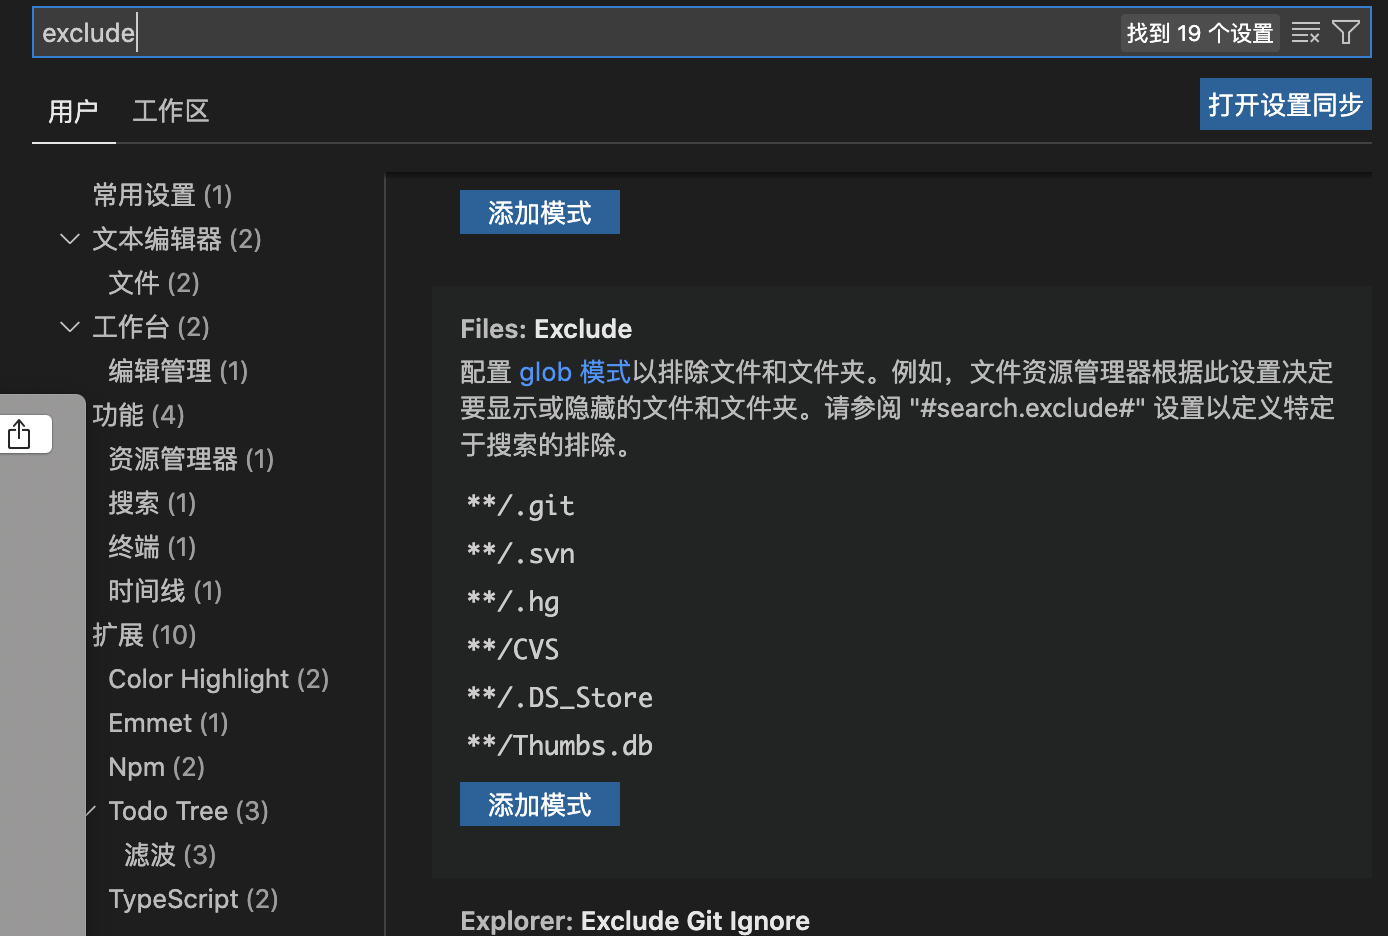 exclude
找到 19 个设置
用户
工作区
打开设置同步
常用设置 (1)
文本编辑器 (2)
文件 (2)
工作台 (2)
编辑管理 (1)
功能 (4)
资源管理器 (1)
搜索 (1)
终端 (1)
时间线 (1)
扩展 (10)
Color Highlight (2)
Emmet (1)
Npm (2)
Todo Tree (3)
滤波 (3)
TypeScript (2)
添加模式
Files: Exclude
配置 glob 模式以排除文件和文件夹。例如，文件资源管理器根据此设置决定
要显示或隐藏的文件和文件夹。请参阅 "#search.exclude#" 设置以定义特定
于搜索的排除。
**/.git
**/.svn
**/.hg
**/CVS
**/.DS_Store
**/Thumbs.db
添加模式
Explorer: Exclude Git Ignore